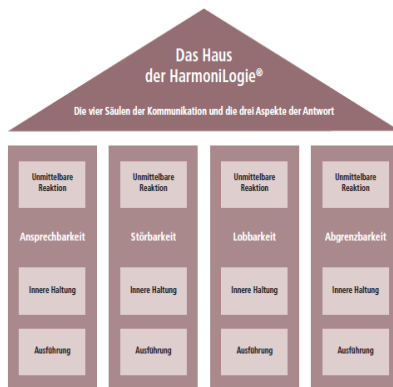 Das Haus
der HarmoniLogie®
Die vier Säulen der Kommunikation und die drei Aspekte der Antwort
Unmittelbare
Reaktion
Ansprechbarkeit
Innere Haltung
Ausführung
Unmittelbare
Reaktion
Störbarkeit
Innere Haltung
Ausführung
Unmittelbare
Reaktion
Lobbarkeit
Innere Haltung
Ausführung
Unmittelbare
Reaktion
Abgrenzbarkeit
Innere Haltung
Ausführung